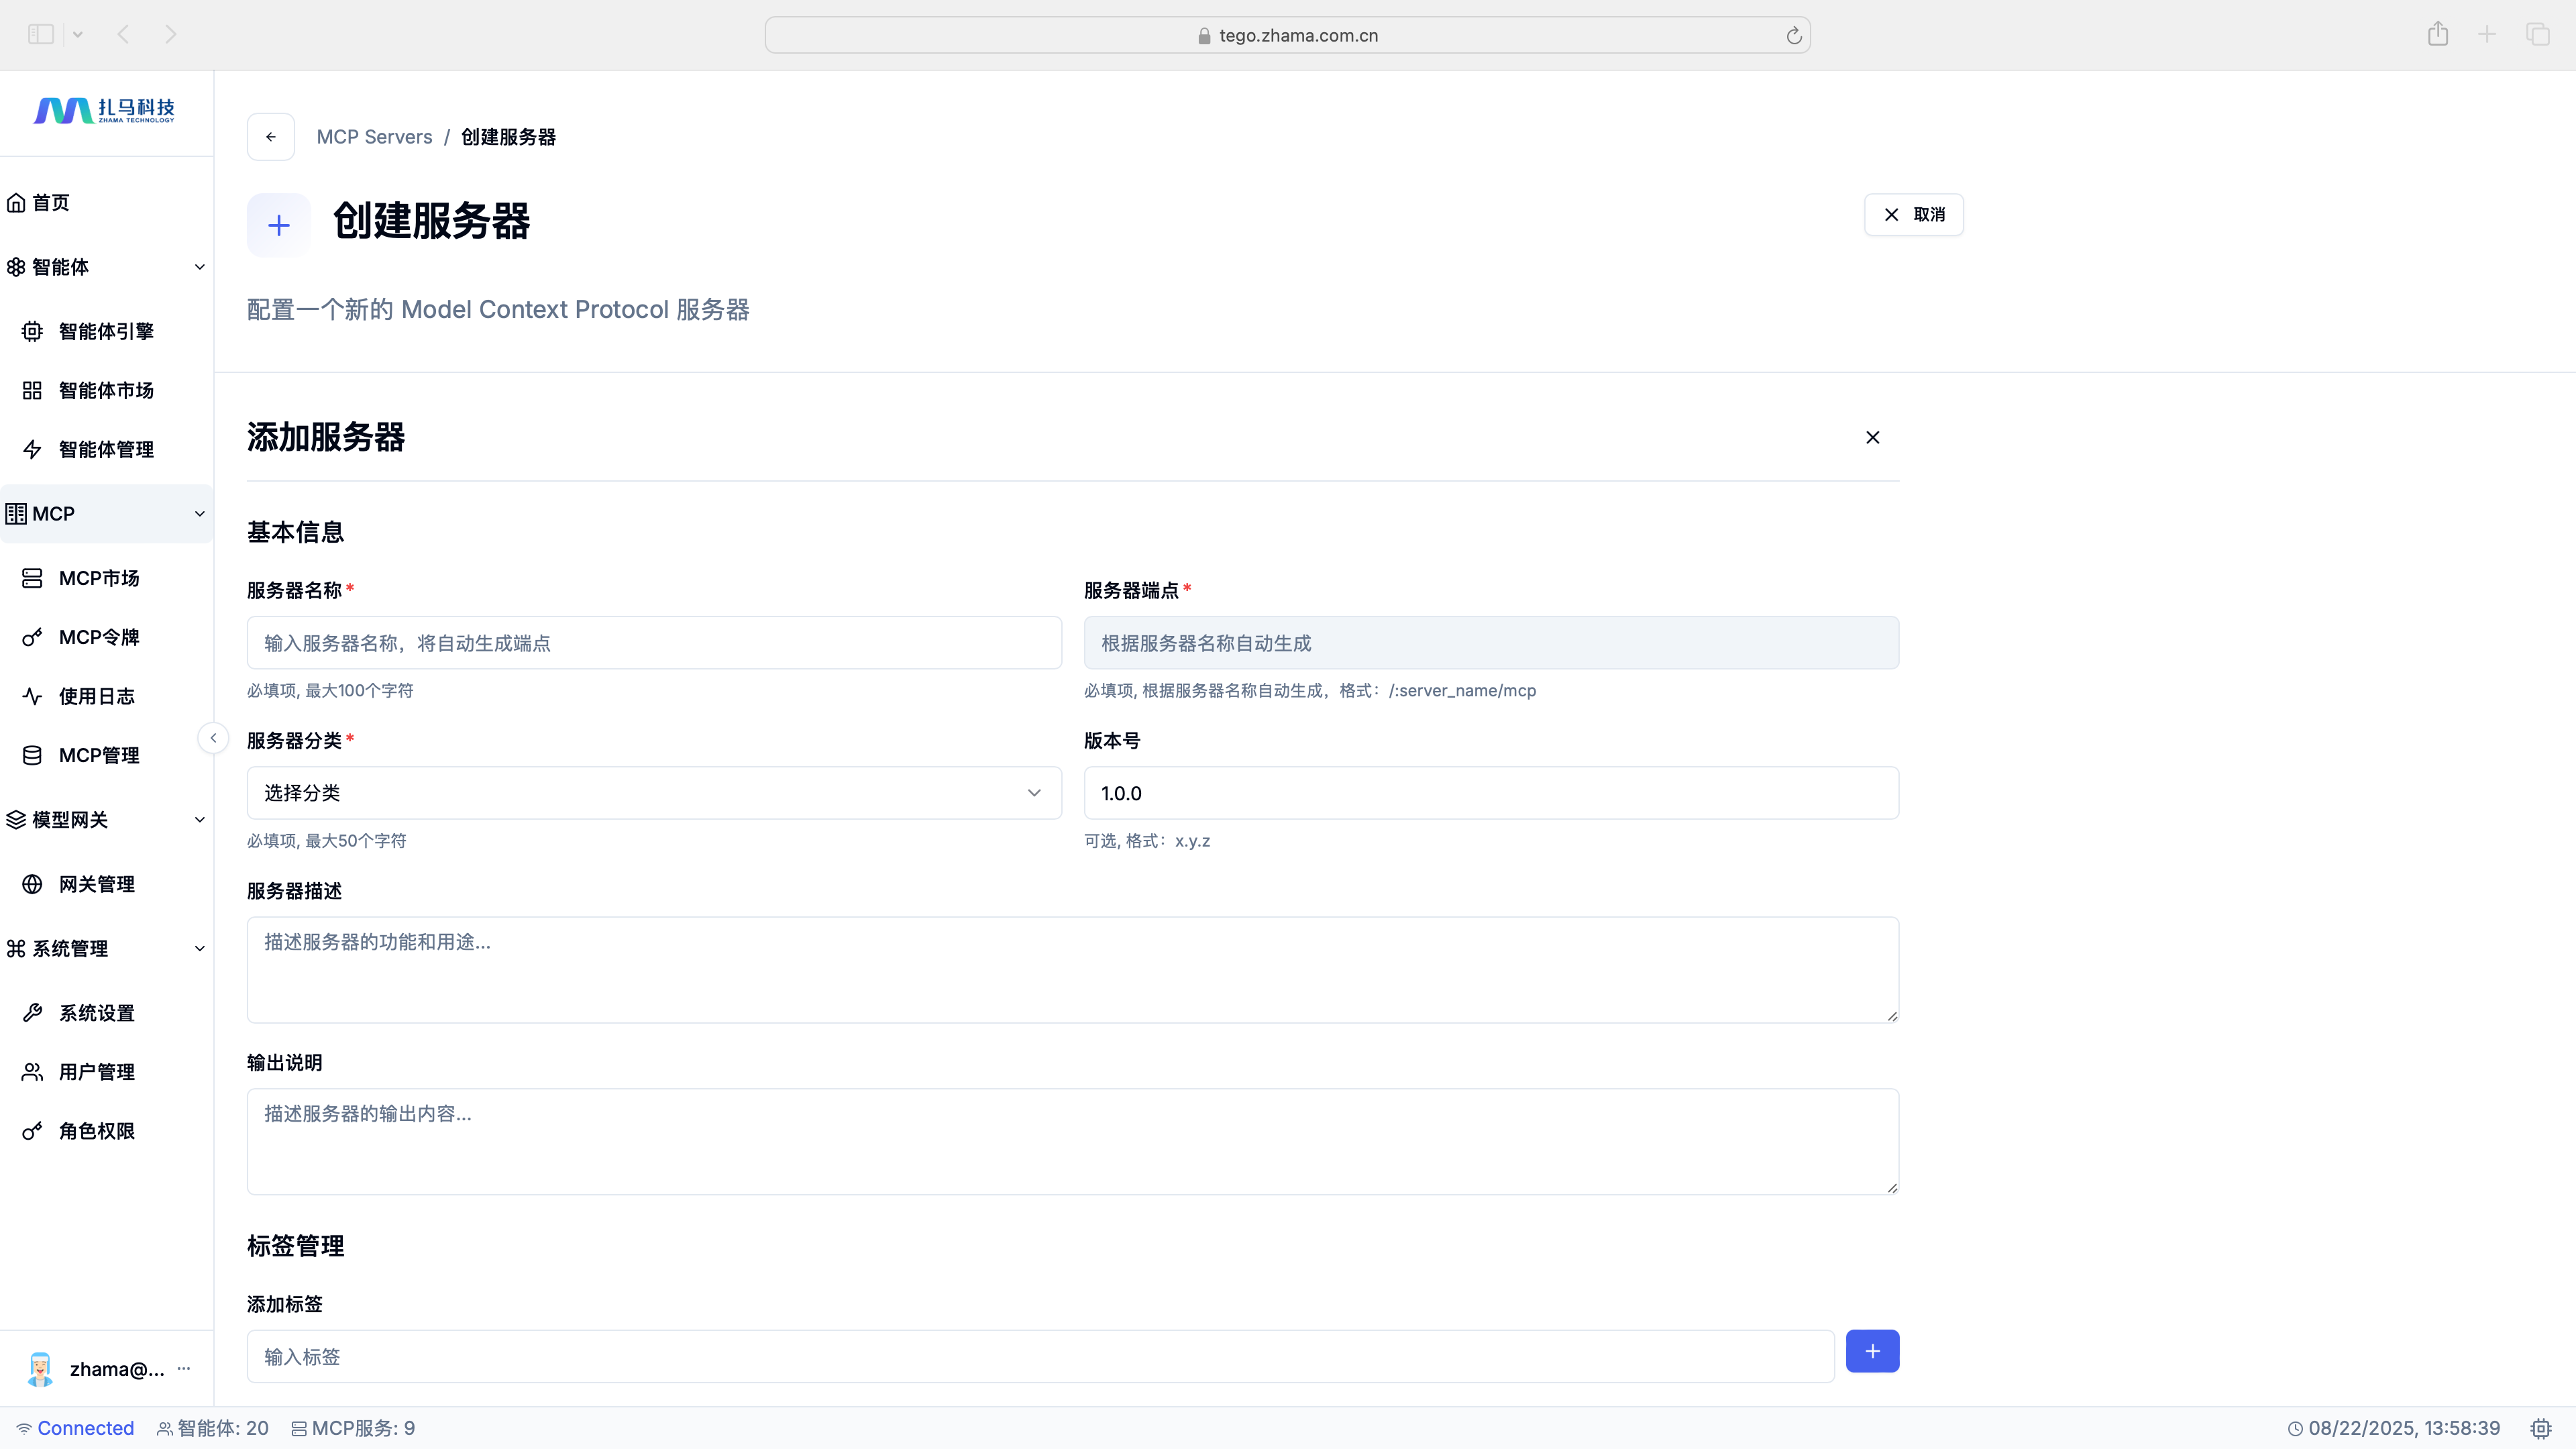 tego.zhama.com.cn
扎马科技
ZHAMA TECHNOLOGY
首页
智能体
智能体引擎
智能体市场
智能体管理
MCP
MCP市场
MCP令牌
使用日志
MCP管理
模型网关
网关管理
系统管理
系统设置
用户管理
角色权限
zhama@...
MCP Servers / 创建服务器
创建服务器
取消
配置一个新的 Model Context Protocol 服务器
添加服务器
基本信息
服务器名称*
输入服务器名称，将自动生成端点
必填项, 最大100个字符
服务器端点*
根据服务器名称自动生成
必填项, 根据服务器名称自动生成，格式：/:server_name/mcp
服务器分类*
选择分类
必填项, 最大50个字符
版本号
1.0.0
可选, 格式：x.y.z
服务器描述
描述服务器的功能和用途...
输出说明
描述服务器的输出内容...
标签管理
添加标签
输入标签
Connected 智能体: 20 MCP服务: 9
08/22/2025, 13:58:39